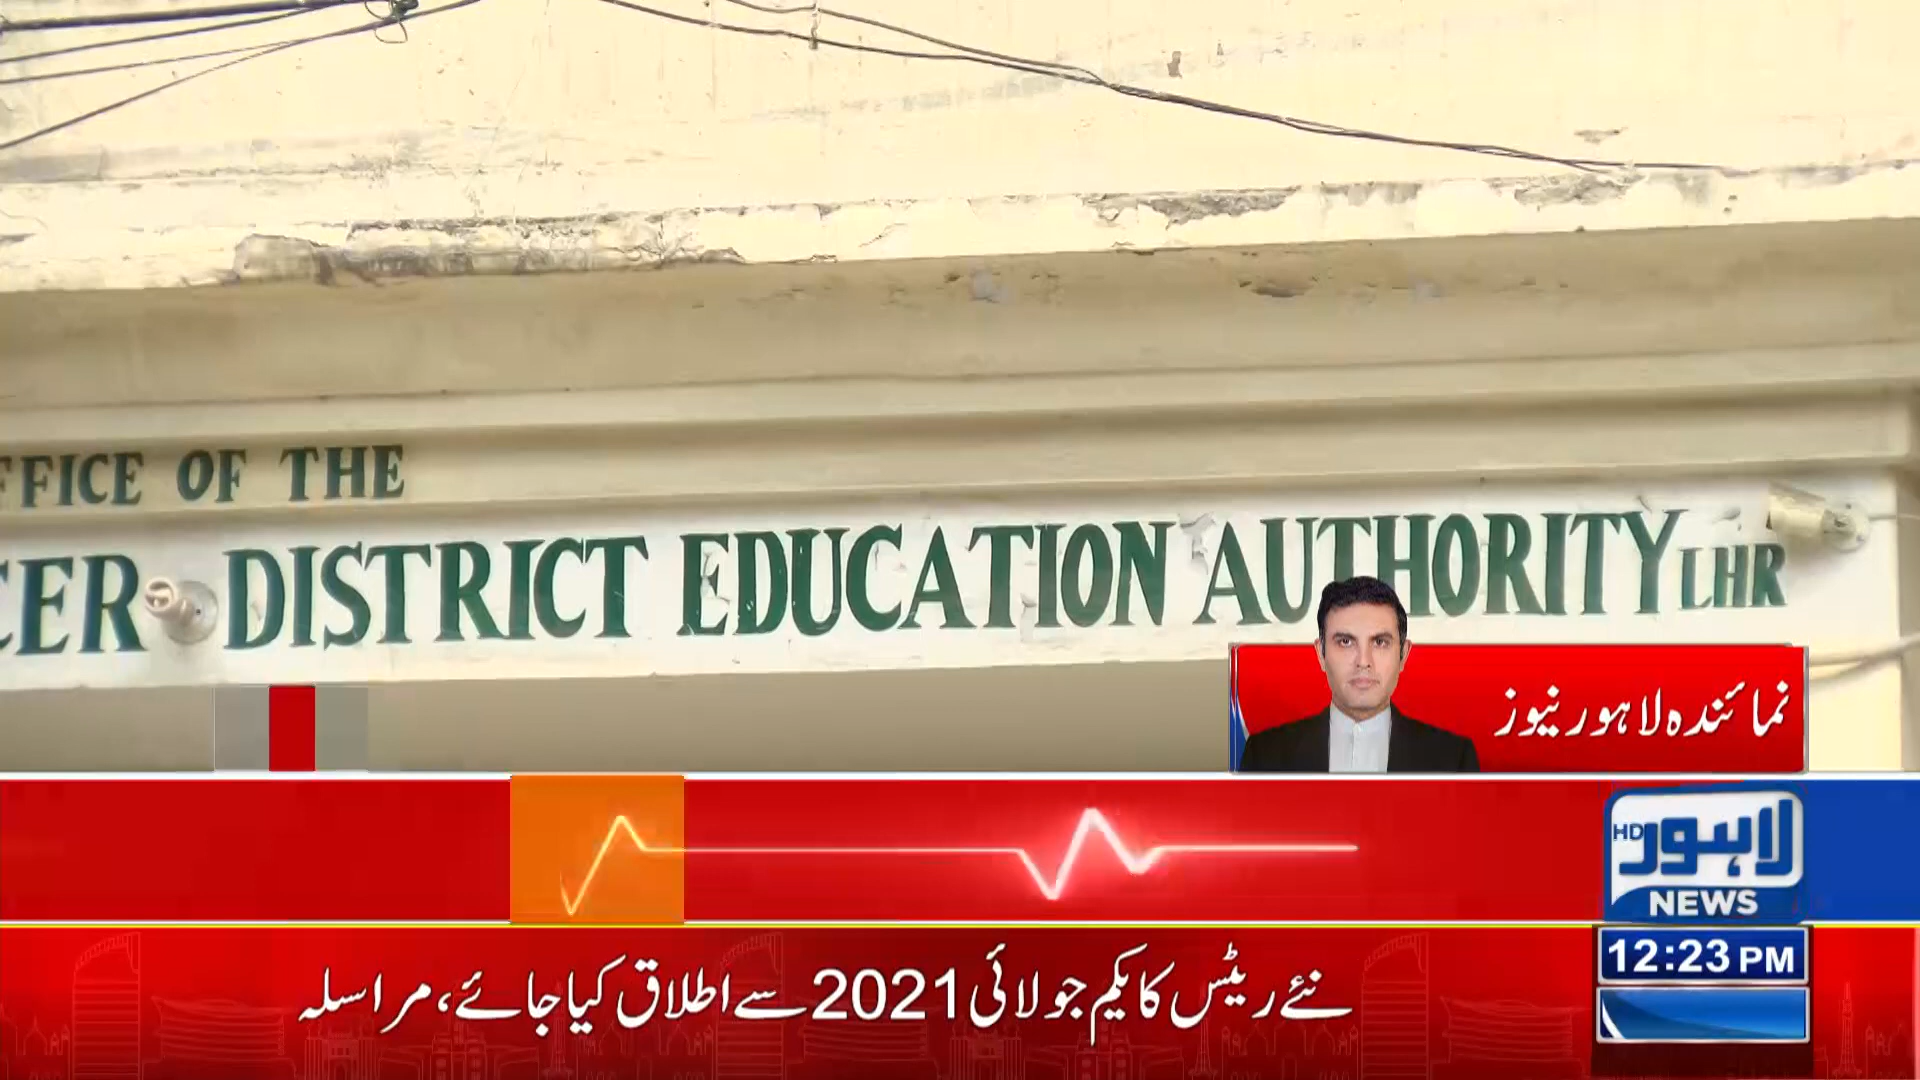 FFICE OF THE
CER DISTRICT EDUCATION AUTHORITY LHR
نمائندہ لاہور نیوز
لاہور HD
NEWS
12:23 PM
نئے ریٹس کا یکم جولائی 2021 سے اطلاق کیا جائے، مراسلہ